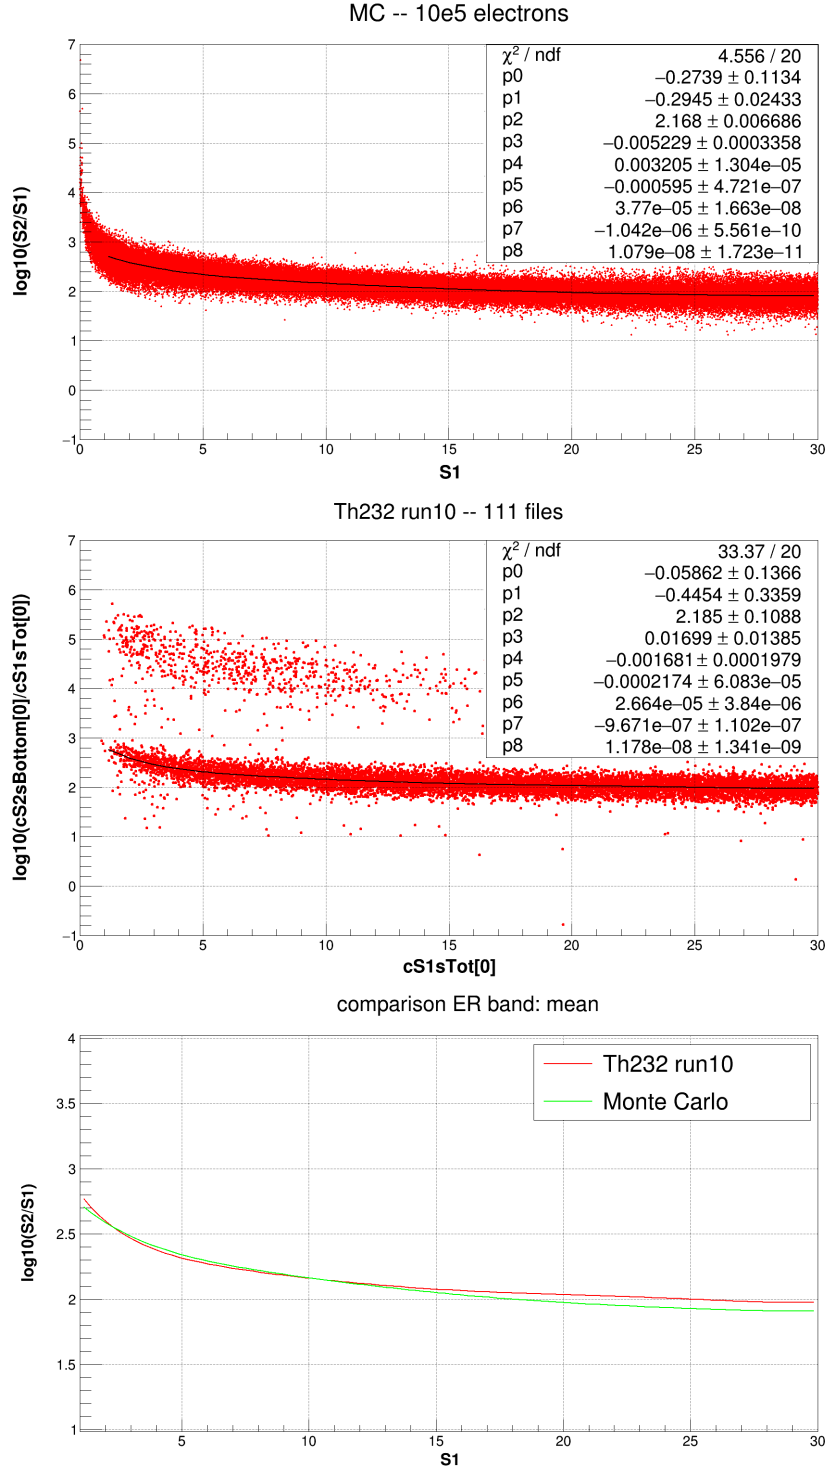 MC -- 10e5 electrons
χ² / ndf 4.556 / 20
p0 −0.2739 ± 0.1134
p1 −0.2945 ± 0.02433
p2 2.168 ± 0.006686
p3 −0.005229 ± 0.0003358
p4 0.003205 ± 1.304e−05
p5 −0.000595 ± 4.721e−07
p6 3.77e−05 ± 1.663e−08
p7 −1.042e−06 ± 5.561e−10
p8 1.079e−08 ± 1.723e−11
log10(S2/S1)
7
6
5
4
3
2
1
0
−1
0 5 10 15 20 25 30
S1
Th232 run10 -- 111 files
χ² / ndf 33.37 / 20
p0 −0.05862 ± 0.1366
p1 −0.4454 ± 0.3359
p2 2.185 ± 0.1088
p3 0.01699 ± 0.01385
p4 −0.001681 ± 0.0001979
p5 −0.0002174 ± 6.083e−05
p6 2.664e−05 ± 3.84e−06
p7 −9.671e−07 ± 1.102e−07
p8 1.178e−08 ± 1.341e−09
log10(cS2sBottom[0]/cS1sTot[0])
7
6
5
4
3
2
1
0
−1
0 5 10 15 20 25 30
cS1sTot[0]
comparison ER band: mean
Th232 run10
Monte Carlo
log10(S2/S1)
4
3.5
3
2.5
2
1.5
1
5 10 15 20 25 30
S1